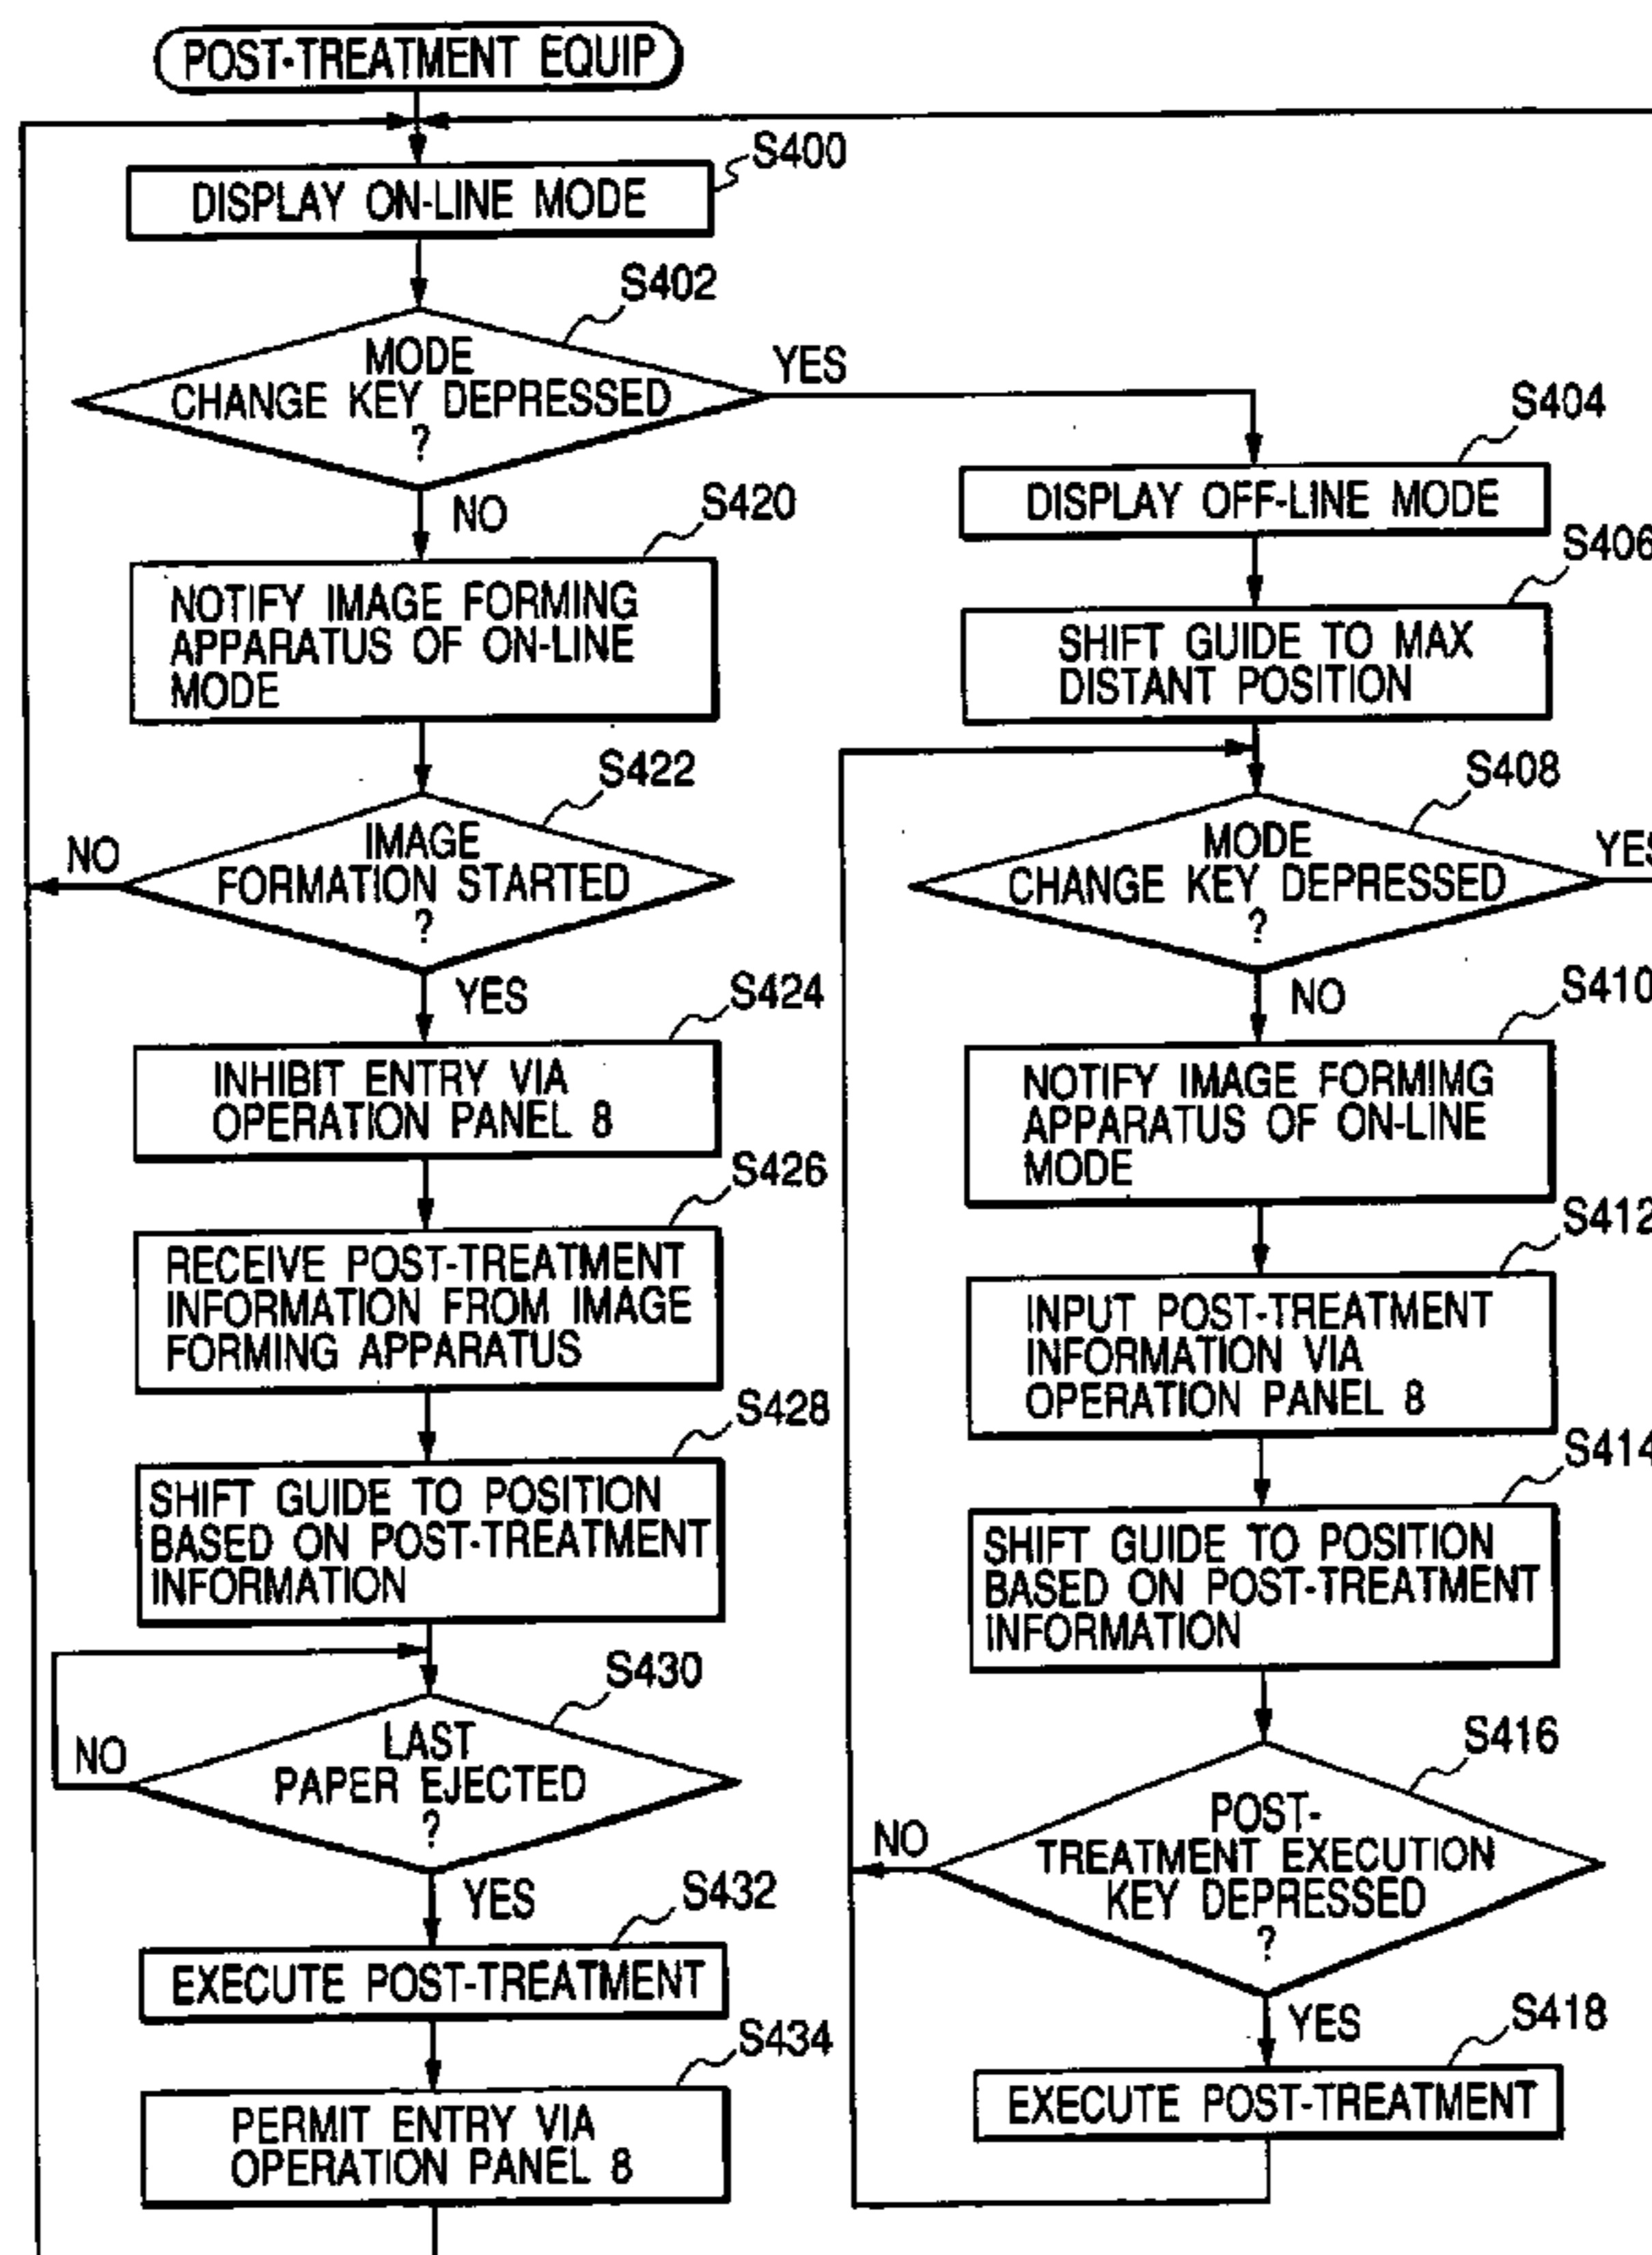 POST-TREATMENT EQUIP
S400
DISPLAY ON-LINE MODE
S402
MODE
CHANGE KEY DEPRESSED
?
YES
NO
S404
DISPLAY OFF-LINE MODE
S406
SHIFT GUIDE TO MAX
DISTANT POSITION
S420
NOTIFY IMAGE FORMING
APPARATUS OF ON-LINE
MODE
S422
IMAGE
FORMATION STARTED
?
NO
YES
S408
MODE
CHANGE KEY DEPRESSED
?
YES
NO
S424
INHIBIT ENTRY VIA
OPERATION PANEL 8
S410
NOTIFY IMAGE FORMIMG
APPARATUS OF ON-LINE
MODE
S426
RECEIVE POST-TREATMENT
INFORMATION FROM IMAGE
FORMING APPARATUS
S412
INPUT POST-TREATMENT
INFORMATION VIA
OPERATION PANEL 8
S428
SHIFT GUIDE TO POSITION
BASED ON POST-TREATMENT
INFORMATION
S414
SHIFT GUIDE TO POSITION
BASED ON POST-TREATMENT
INFORMATION
S430
LAST
PAPER EJECTED
?
NO
YES
S416
POST-
TREATMENT EXECUTION
KEY DEPRESSED
?
NO
YES
S432
EXECUTE POST-TREATMENT
S418
EXECUTE POST-TREATMENT
S434
PERMIT ENTRY VIA
OPERATION PANEL 8